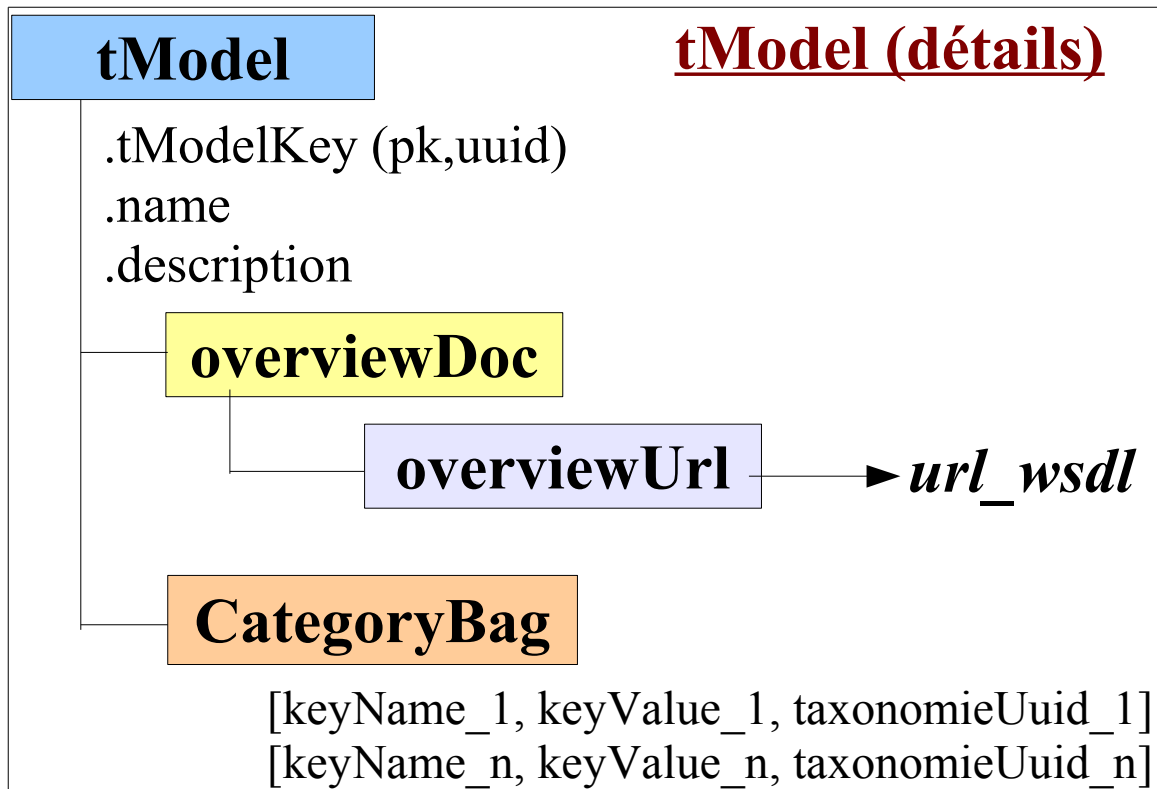 tModel
tModel (détails)
.tModelKey (pk,uuid)
.name
.description
overviewDoc
overviewUrl
url_wsdl
CategoryBag
[keyName_1, keyValue_1, taxonomieUuid_1]
[keyName_n, keyValue_n, taxonomieUuid_n]